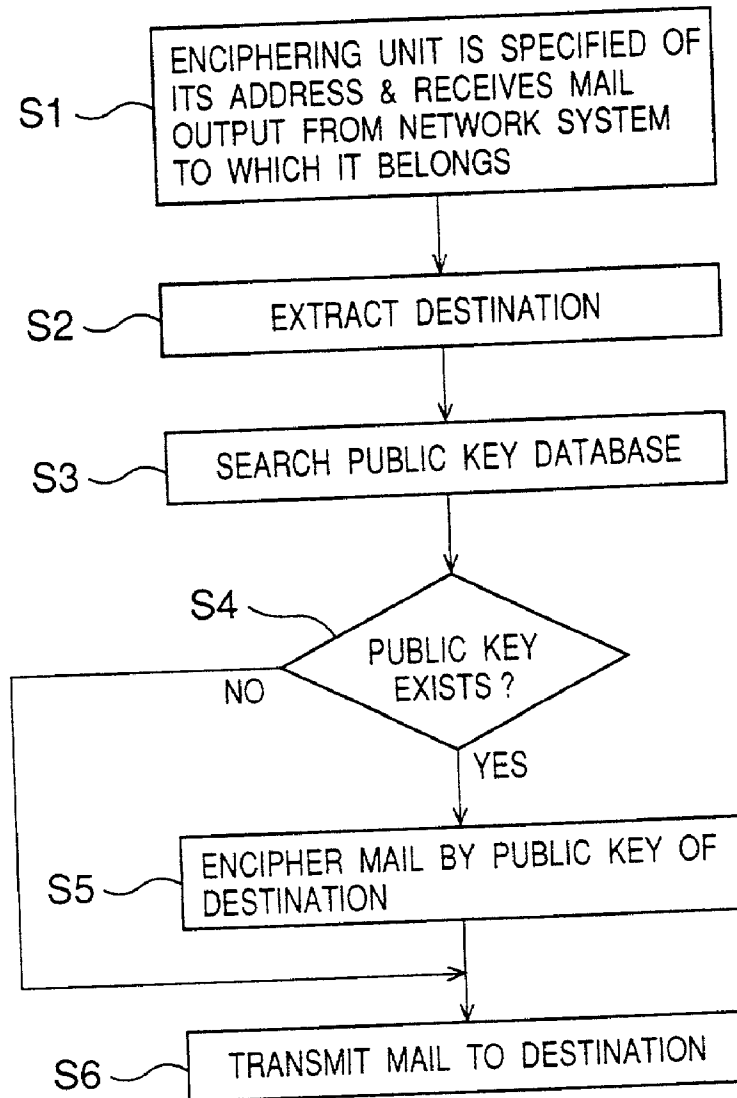 S1
ENCIPHERING UNIT IS SPECIFIED OF
ITS ADDRESS & RECEIVES MAIL
OUTPUT FROM NETWORK SYSTEM
TO WHICH IT BELONGS
S2
EXTRACT DESTINATION
S3
SEARCH PUBLIC KEY DATABASE
S4
PUBLIC KEY
EXISTS?
NO
YES
S5
ENCIPHER MAIL BY PUBLIC KEY OF
DESTINATION
S6
TRANSMIT MAIL TO DESTINATION